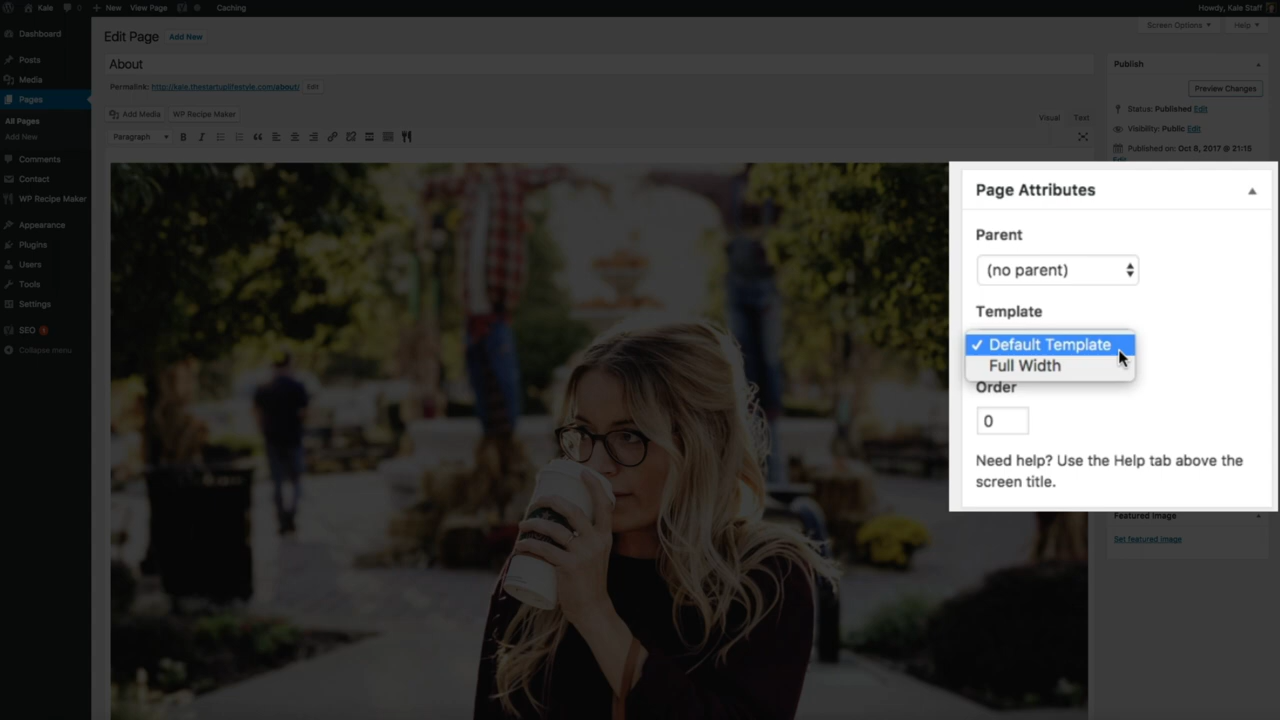 Kale
0
New
View Page
Caching
Howdy, Kale Staff
Dashboard
Posts
Media
Pages
All Pages
Add New
Comments
Contact
WP Recipe Maker
Appearance
Plugins
Users
Tools
Settings
SEO
Collapse menu
Screen Options
Help
Edit Page
Add New
About
Permalink: http://kale.thestartuplifestyle.com/about/ Edit
Add Media
WP Recipe Maker
Visual
Text
Paragraph
B
I
Publish
Preview Changes
Status: Published Edit
Visibility: Public Edit
Published on: Oct 8, 2017 @ 21:15
Edit
Page Attributes
Parent
(no parent)
Template
Default Template
Full Width
Order
0
Need help? Use the Help tab above the
screen title.
Featured Image
Set featured image